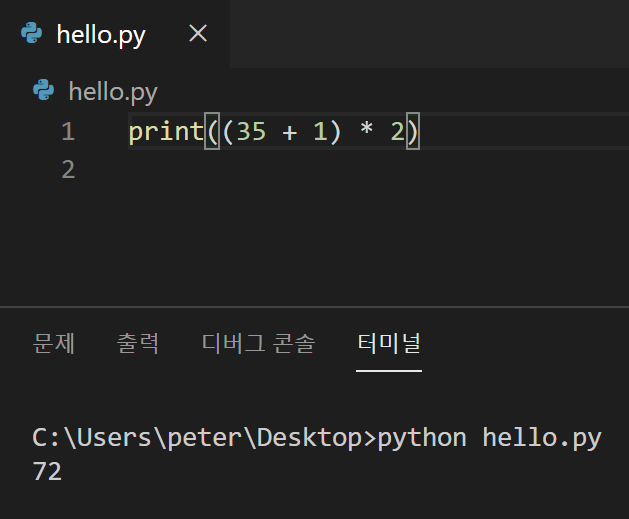 hello.py
hello.py
1 print((35 + 1) * 2)
2
문제 출력 디버그 콘솔 터미널
C:\Users\peter\Desktop>python hello.py
72